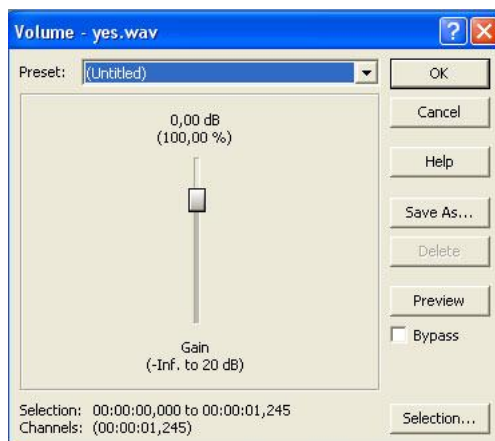 Volume - yes.wav
Preset: (Untitled)
OK
Cancel
Help
Save As...
Delete
Preview
Bypass
0,00 dB
(100,00 %)
Gain
(-Inf. to 20 dB)
Selection: 00:00:00,000 to 00:00:01,245
Channels: (00:00:01,245)
Selection...